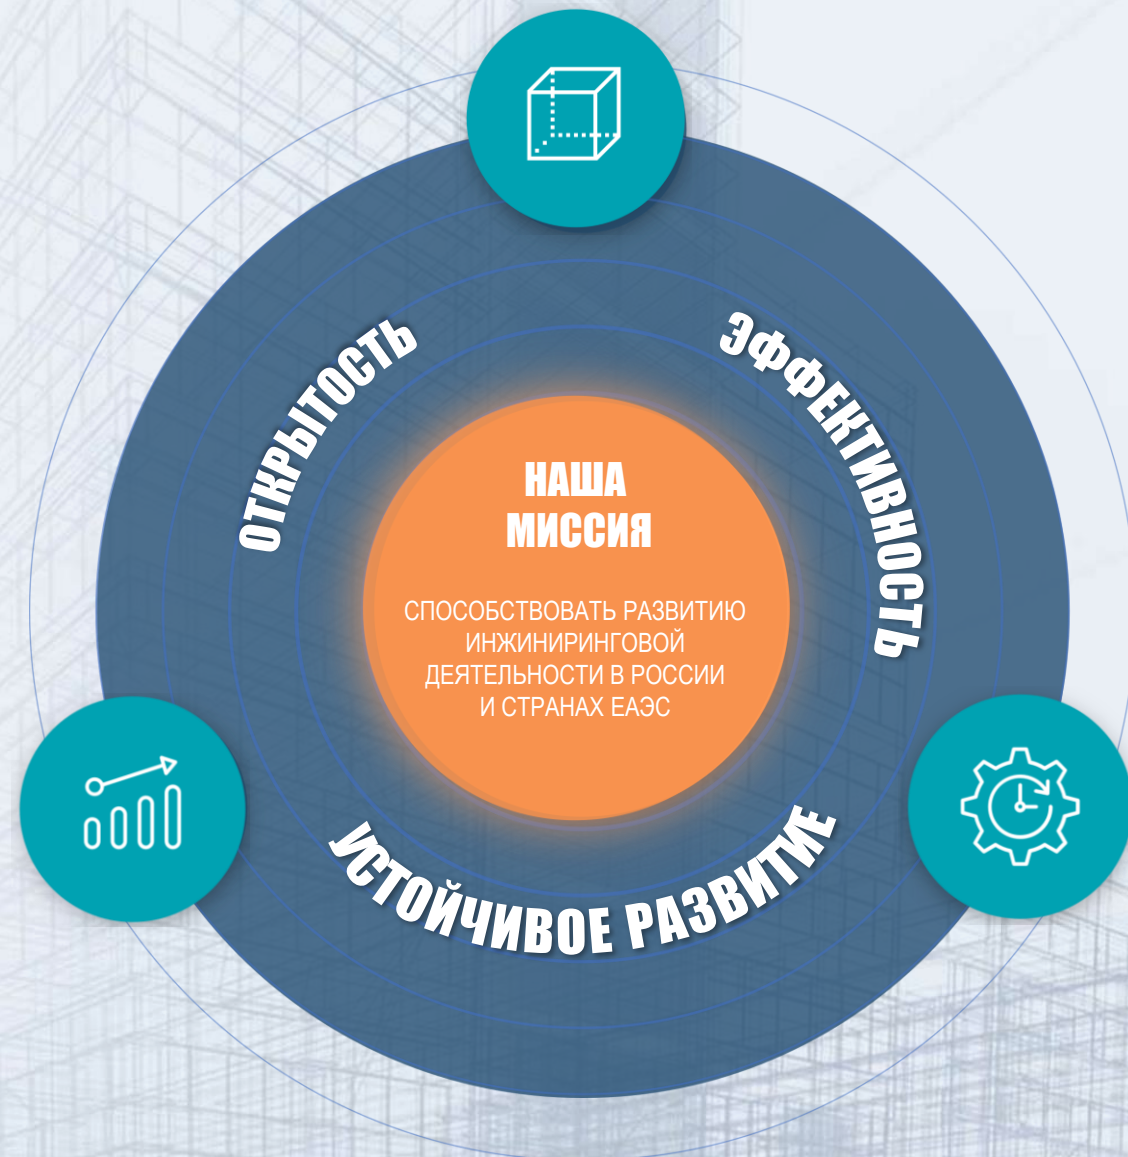 ОТКРЫТОСТЬ
ЭФФЕКТИВНОСТЬ
НАША
МИССИЯ
СПОСОБСТВОВАТЬ РАЗВИТИЮ
ИНЖИНИРИНГОВОЙ
ДЕЯТЕЛЬНОСТИ В РОССИИ
И СТРАНАХ ЕАЭС
УСТОЙЧИВОЕ РАЗВИТИЕ